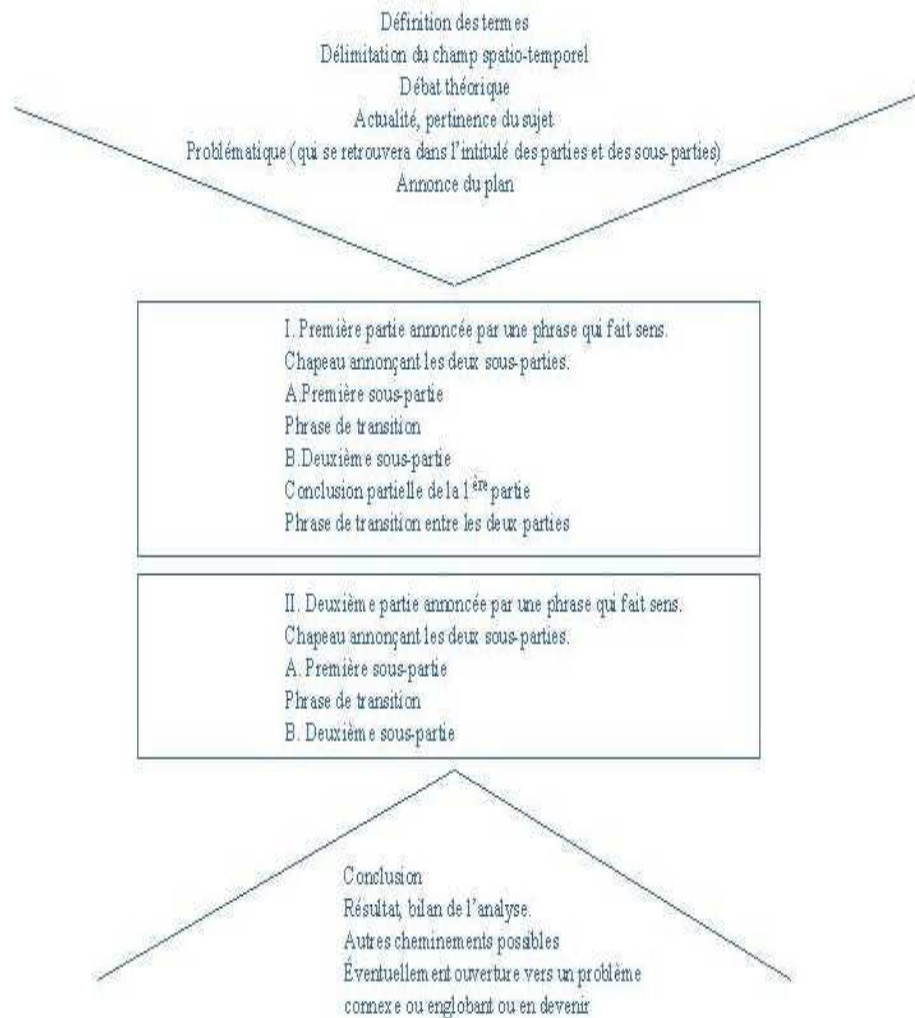 Définition des termes
Délimitation du champ spatio-temporel
Débat théorique
Actualité, pertinence du sujet
Problématique (qui se retrouvera dans l'intitulé des parties et des sous-parties)
Annonce du plan
I. Première partie annoncée par une phrase qui fait sens.
Chapeau annonçant les deux sous-parties.
A.Première sous-partie
Phrase de transition
B.Deuxième sous-partie
Conclusion partielle de la 1ère partie
Phrase de transition entre les deux parties
II. Deuxième partie annoncée par une phrase qui fait sens.
Chapeau annonçant les deux sous-parties.
A. Première sous-partie
Phrase de transition
B. Deuxième sous-partie
Conclusion
Résultat, bilan de l'analyse.
Autres cheminements possibles
Éventuellement ouverture vers un problème
connexe ou englobant ou en devenir